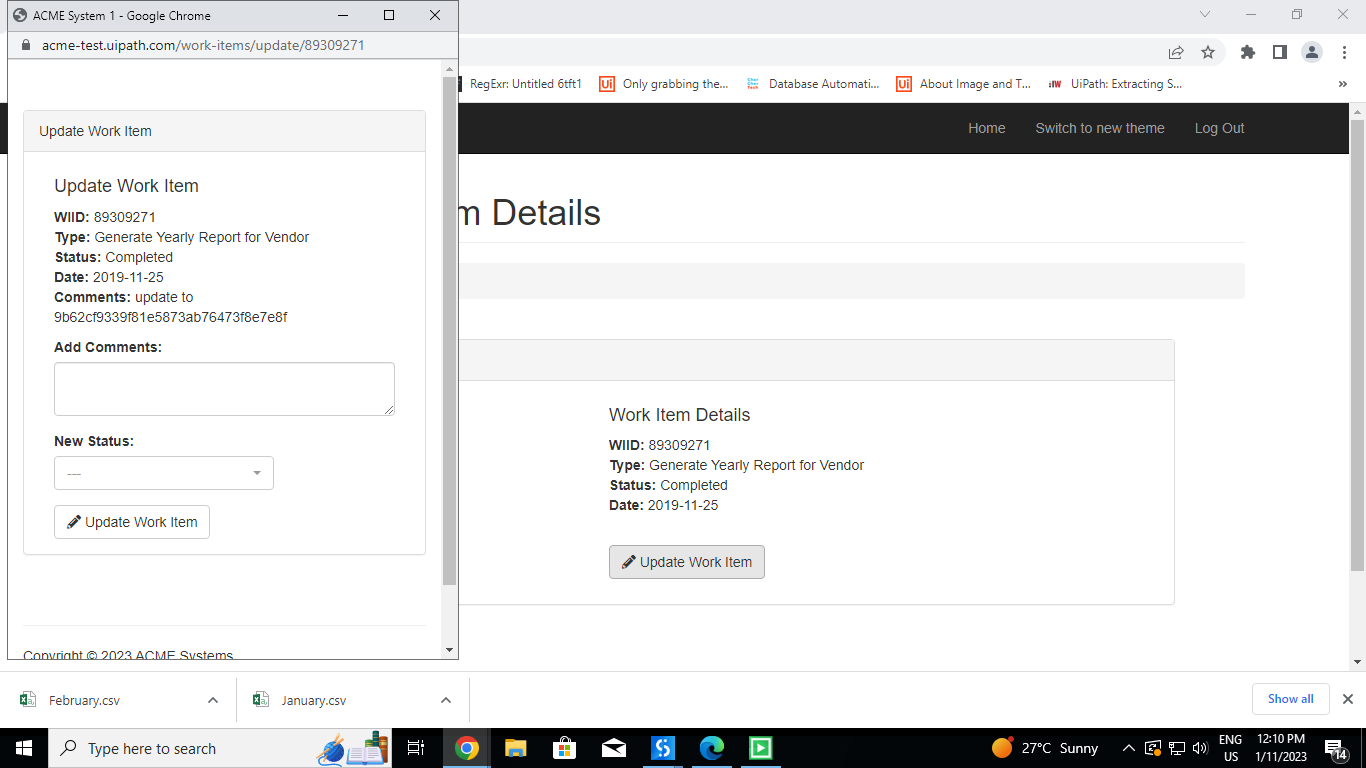 ACME System 1 - Google Chrome
acme-test.uipath.com/work-items/update/89309271
RegExr: Untitled 6tft1
Only grabbing the...
Database Automati...
About Image and T...
UiPath: Extracting S...
»
Home
Switch to new theme
Log Out
m Details
Update Work Item
Update Work Item
WIID: 89309271
Type: Generate Yearly Report for Vendor
Status: Completed
Date: 2019-11-25
Comments: update to
9b62cf9339f81e5873ab76473f8e7e8f
Add Comments:
New Status:
---
Update Work Item
Copyright © 2023 ACME Systems
Work Item Details
WIID: 89309271
Type: Generate Yearly Report for Vendor
Status: Completed
Date: 2019-11-25
Update Work Item
February.csv
January.csv
Show all
Type here to search
27°C Sunny
ENG
US
12:10 PM
1/11/2023
14